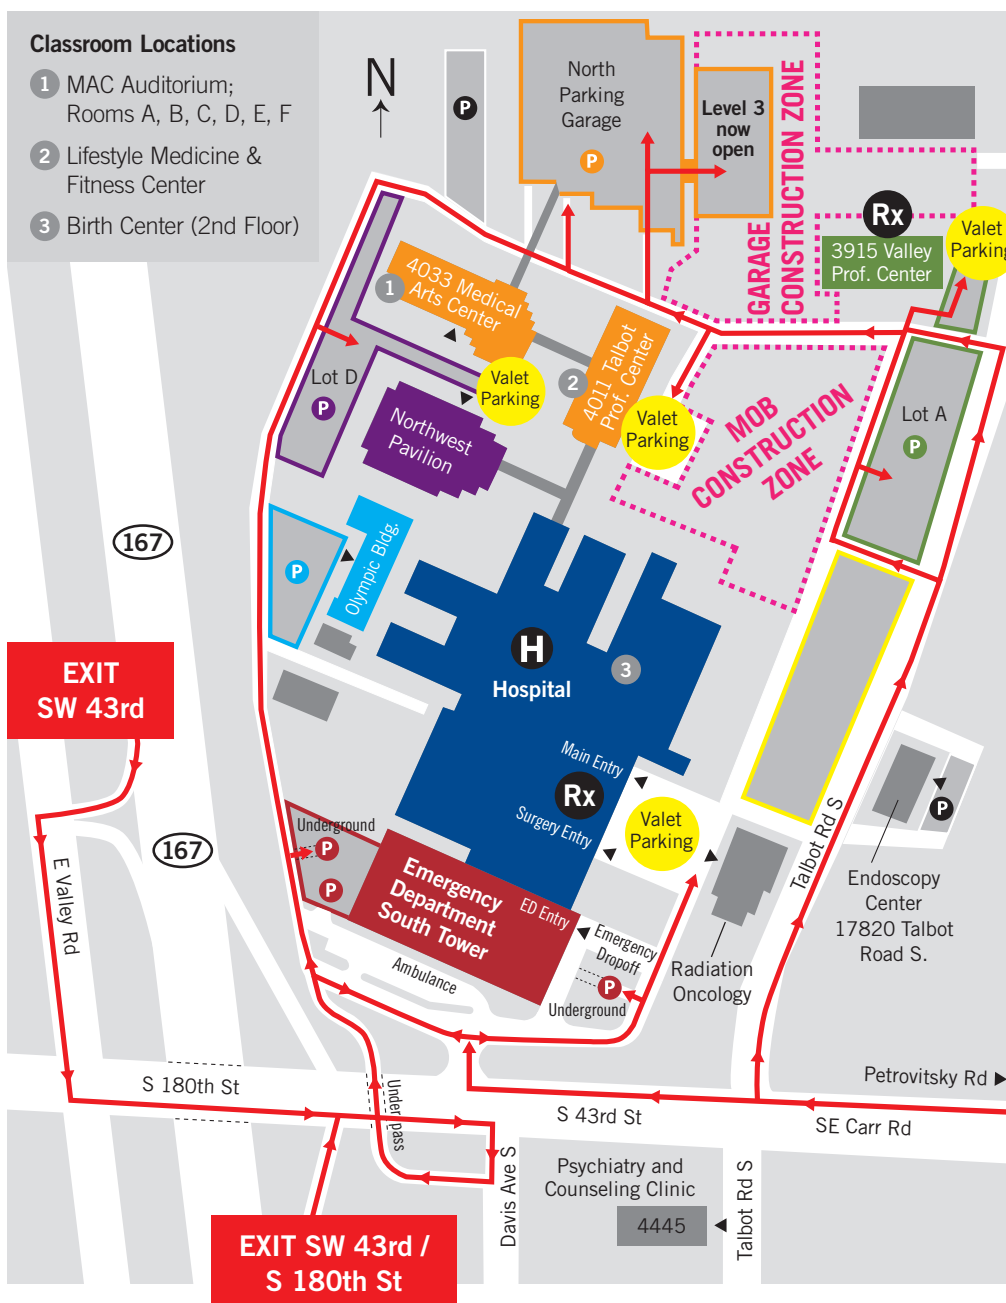 Classroom Locations
1 MAC Auditorium;
Rooms A, B, C, D, E, F
2 Lifestyle Medicine &
Fitness Center
3 Birth Center (2nd Floor)
N
P
North
Parking
Garage
P
Level 3
now
open
GARAGE
CONSTRUCTION ZONE
Rx
3915 Valley
Prof. Center
Valet
Parking
1
4033 Medical
Arts Center
2
4011 Talbot
Prof. Center
Valet
Parking
Valet
Parking
Lot D
P
Northwest
Pavilion
MOB
CONSTRUCTION
ZONE
Lot A
P
167
P
Olympic Bldg.
H
Hospital
3
EXIT
SW 43rd
Main Entry
Rx
Surgery Entry
Valet
Parking
P
Underground
P
P
167
E Valley Rd
Emergency
Department
South Tower
ED Entry
Emergency
Dropoff
P
Underground
Ambulance
Radiation
Oncology
Talbot Rd S
Endoscopy
Center
17820 Talbot
Road S.
Petrovitsky Rd
S 180th St
Underpass
S 43rd St
SE Carr Rd
Davis Ave S
Psychiatry and
Counseling Clinic
4445
Talbot Rd S
EXIT SW 43rd /
S 180th St